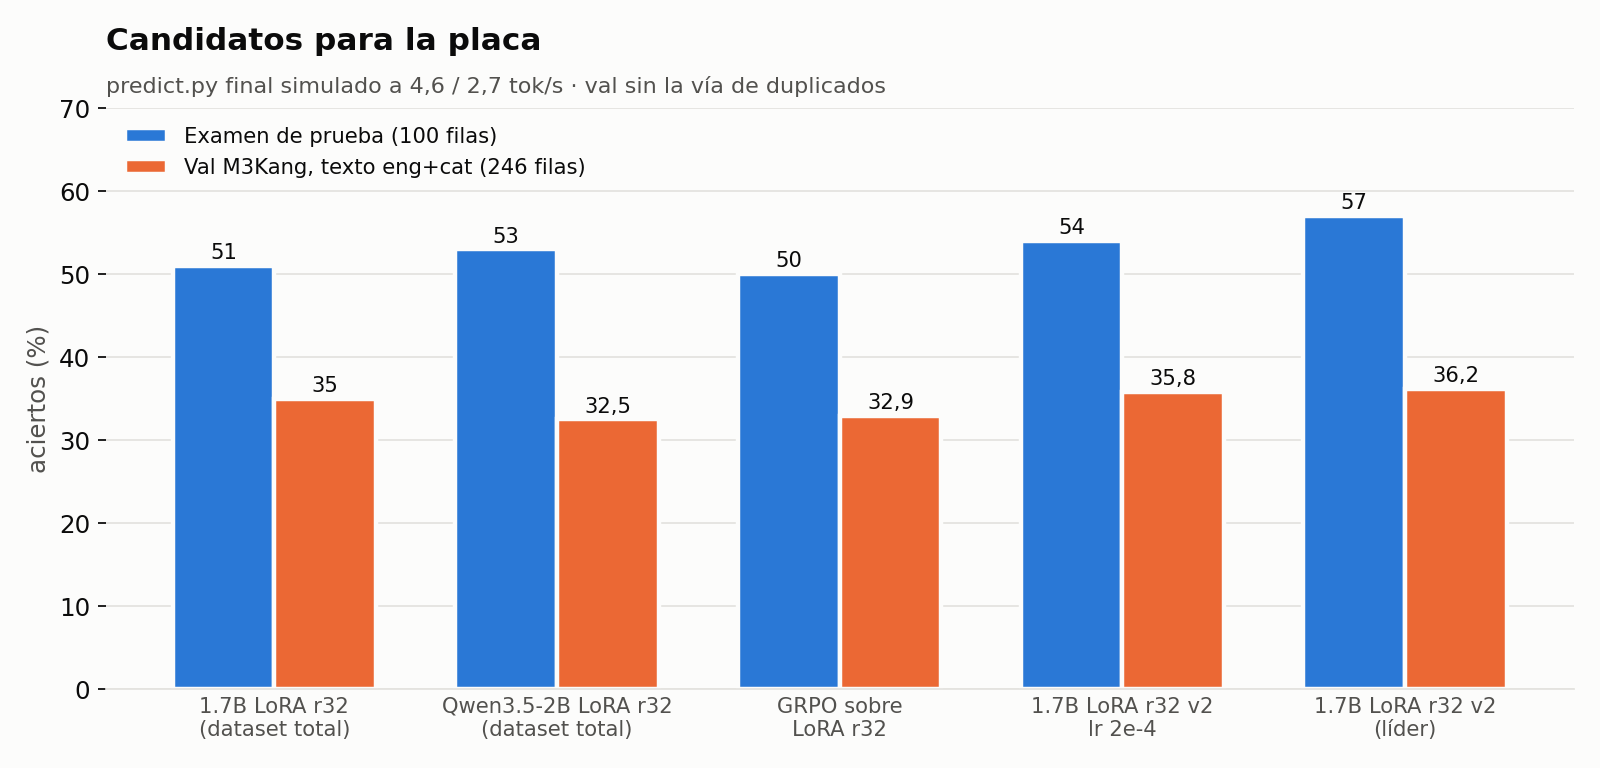 Candidatos para la placa
predict.py final simulado a 4,6 / 2,7 tok/s · val sin la vía de duplicados
Examen de prueba (100 filas)
Val M3Kang, texto eng+cat (246 filas)
aciertos (%)
70
60
50
40
30
20
10
0
51
35
53
32,5
50
32,9
54
35,8
57
36,2
1.7B LoRA r32
(dataset total)
Qwen3.5-2B LoRA r32
(dataset total)
GRPO sobre
LoRA r32
1.7B LoRA r32 v2
lr 2e-4
1.7B LoRA r32 v2
(líder)